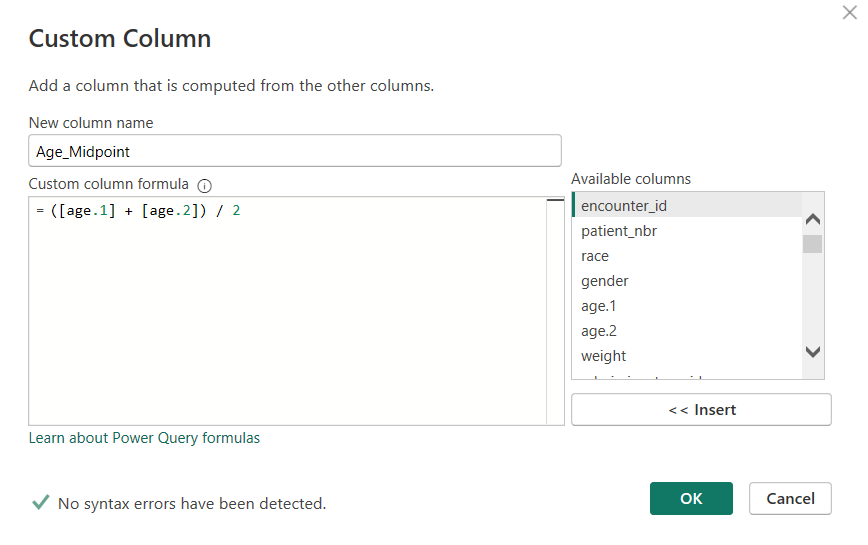 Custom Column
Add a column that is computed from the other columns.
New column name
Age_Midpoint
Custom column formula
= ([age.1] + [age.2]) / 2
Available columns
encounter_id
patient_nbr
race
gender
age.1
age.2
weight
<< Insert
Learn about Power Query formulas
No syntax errors have been detected.
OK
Cancel